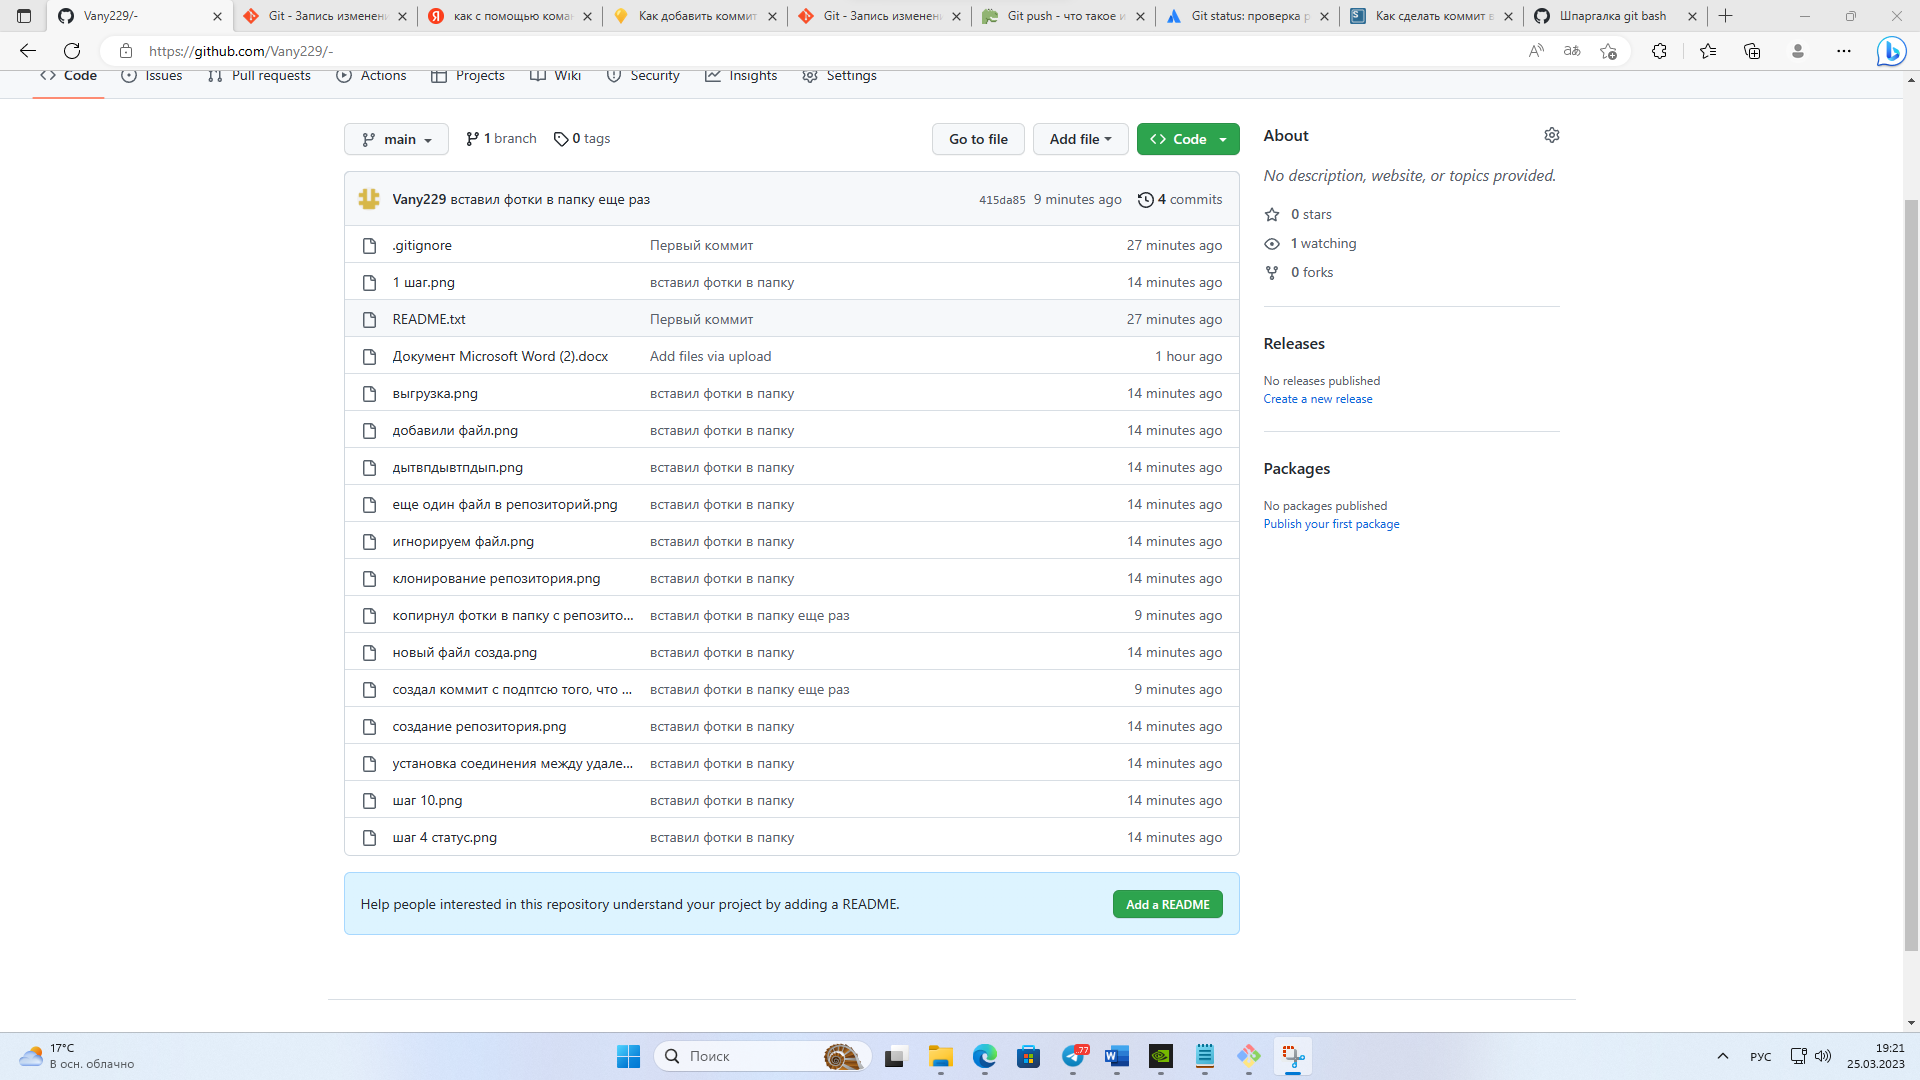 Vany229/-
Git - Запись изменени
как с помощью кома
Как добавить коммит
Git - Запись изменени
Git push - что такое и
Git status: проверка р
Как сделать коммит в
Шпаргалка git bash
https://github.com/Vany229/-
Code
Issues
Pull requests
Actions
Projects
Wiki
Security
Insights
Settings
main
1 branch
0 tags
Go to file
Add file
Code
Vany229 вставил фотки в папку еще раз
415da85 9 minutes ago
4 commits
.gitignore Первый коммит 27 minutes ago
1 шаг.png вставил фотки в папку 14 minutes ago
README.txt Первый коммит 27 minutes ago
Документ Microsoft Word (2).docx Add files via upload 1 hour ago
выгрузка.png вставил фотки в папку 14 minutes ago
добавили файл.png вставил фотки в папку 14 minutes ago
дытвпдывтпдып.png вставил фотки в папку 14 minutes ago
еще один файл в репозиторий.png вставил фотки в папку 14 minutes ago
игнорируем файл.png вставил фотки в папку 14 minutes ago
клонирование репозитория.png вставил фотки в папку 14 minutes ago
копирнул фотки в папку с репозито... вставил фотки в папку еще раз 9 minutes ago
новый файл созда.png вставил фотки в папку 14 minutes ago
создал коммит с подптсю того, что ... вставил фотки в папку еще раз 9 minutes ago
создание репозитория.png вставил фотки в папку 14 minutes ago
установка соединения между удале... вставил фотки в папку 14 minutes ago
шаг 10.png вставил фотки в папку 14 minutes ago
шаг 4 статус.png вставил фотки в папку 14 minutes ago
Help people interested in this repository understand your project by adding a README.
Add a README
About
No description, website, or topics provided.
0 stars
1 watching
0 forks
Releases
No releases published
Create a new release
Packages
No packages published
Publish your first package
17°C
В осн. облачно
Поиск
77
РУС
19:21
25.03.2023